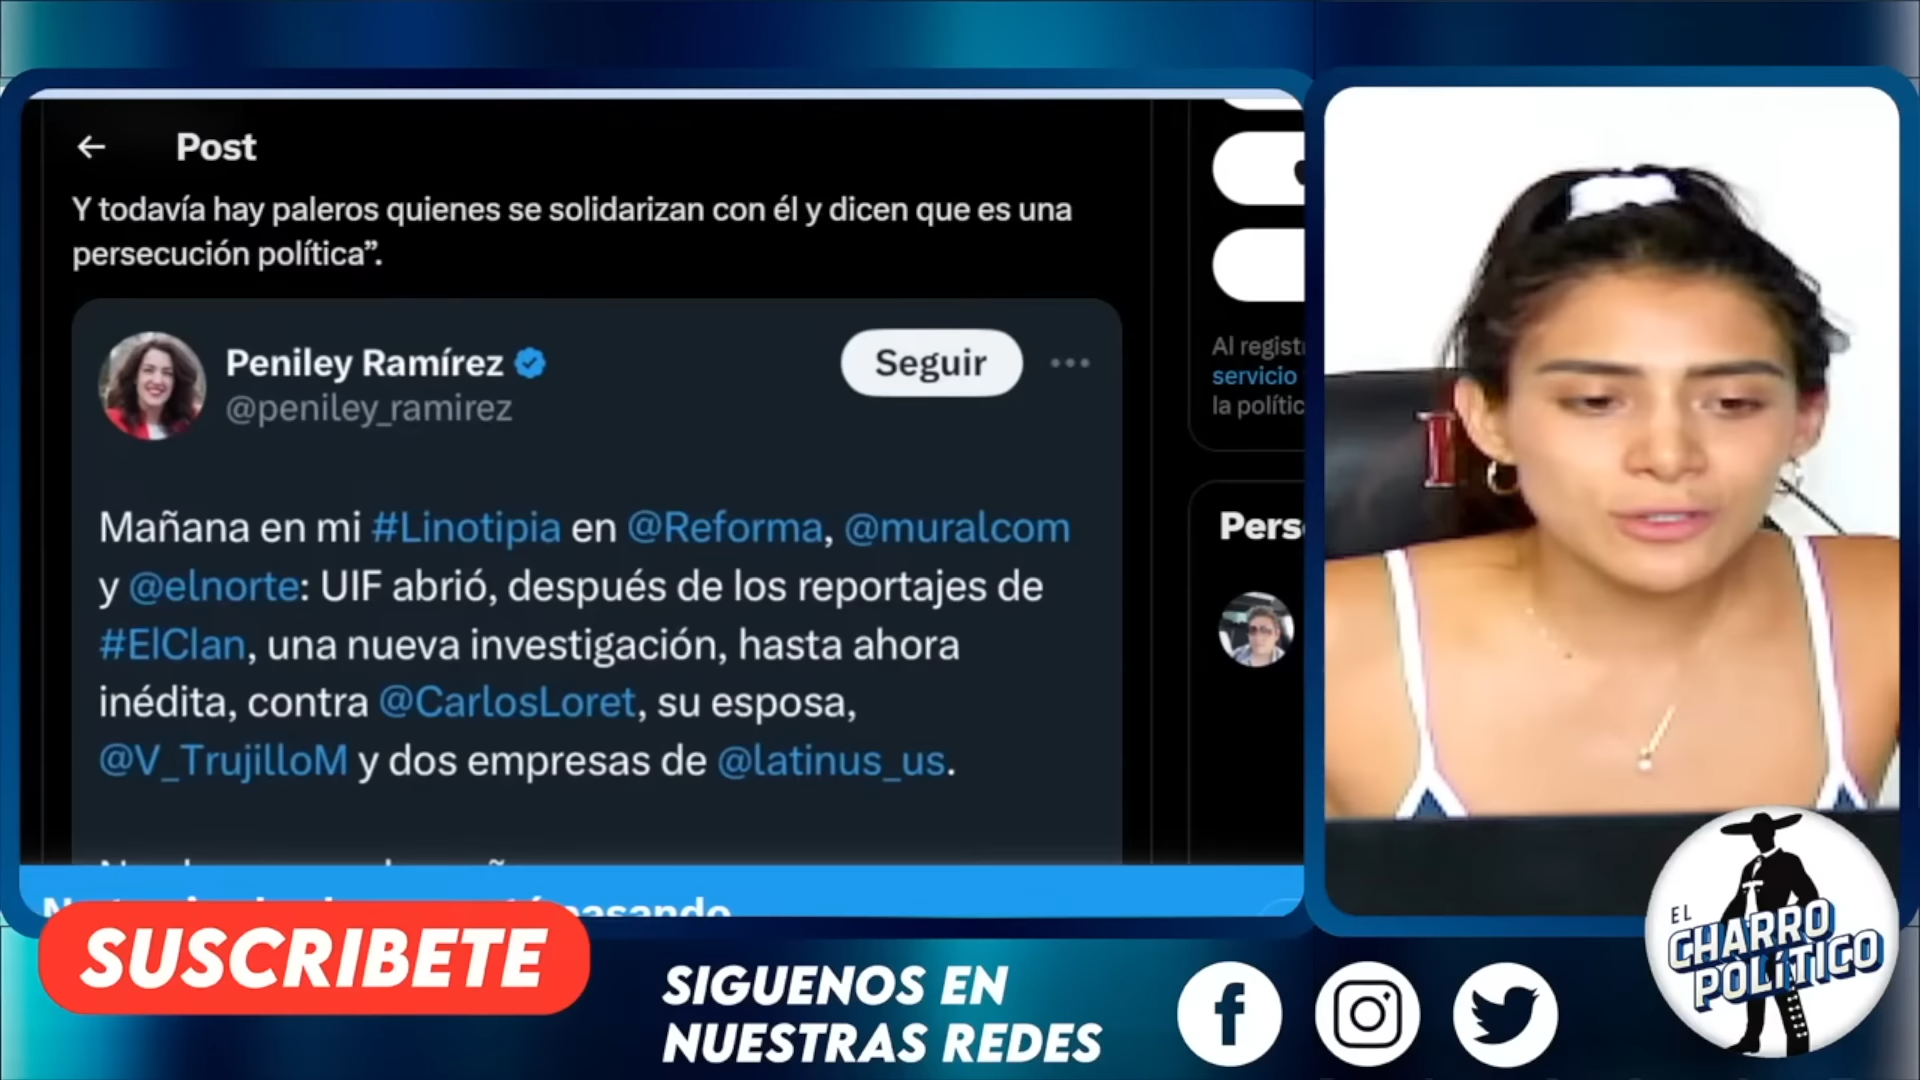 Post
Y todavía hay paleros quienes se solidarizan con él y dicen que es una
persecución política”.
Peniley Ramírez
@peniley_ramirez
Seguir
Mañana en mi #Linotipia en @Reforma, @muralcom
y @elnorte: UIF abrió, después de los reportajes de
#ElClan, una nueva investigación, hasta ahora
inédita, contra @CarlosLoret, su esposa,
@V_TrujilloM y dos empresas de @latinus_us.
servicio
Al
la
SUSCRIBETE
SIGUENOS EN
NUESTRAS REDES
EL
CHARRO
POLÍTICO